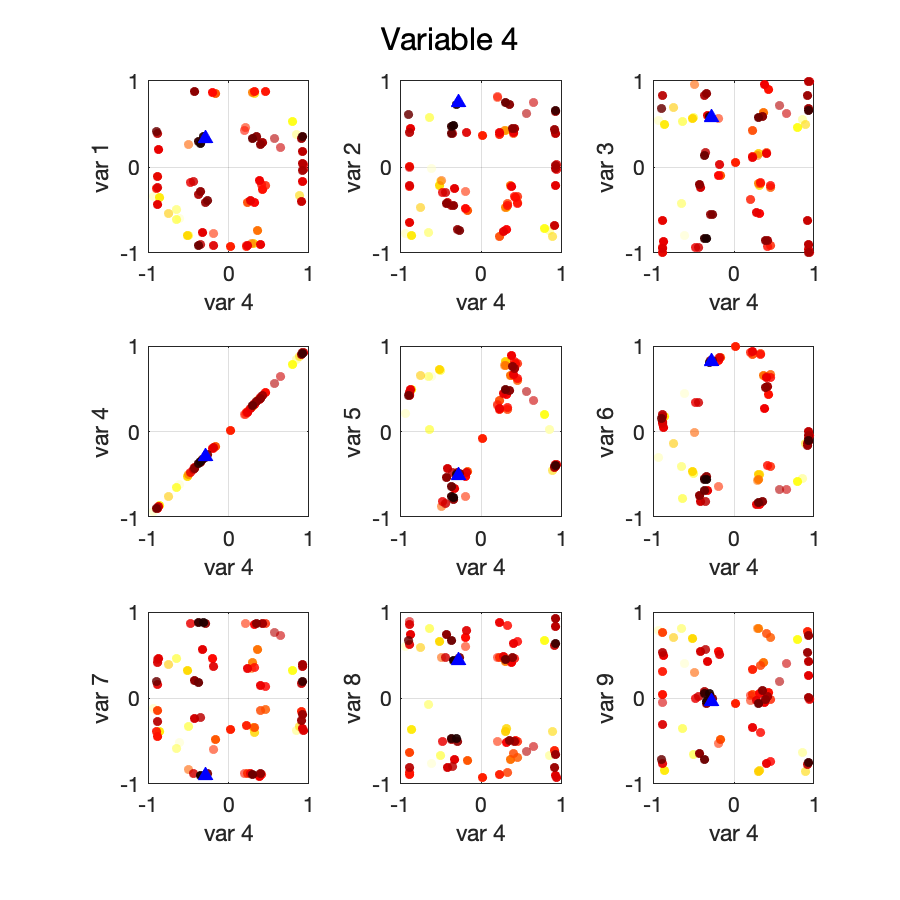 Variable 4
1 1 1
var 1 0 var 2 0 var 3 0
-1 -1 -1
-1 0 1 -1 0 1 -1 0 1
var 4 var 4 var 4
1 1 1
var 4 0 var 5 0 var 6 0
-1 -1 -1
-1 0 1 -1 0 1 -1 0 1
var 4 var 4 var 4
1 1 1
var 7 0 var 8 0 var 9 0
-1 -1 -1
-1 0 1 -1 0 1 -1 0 1
var 4 var 4 var 4